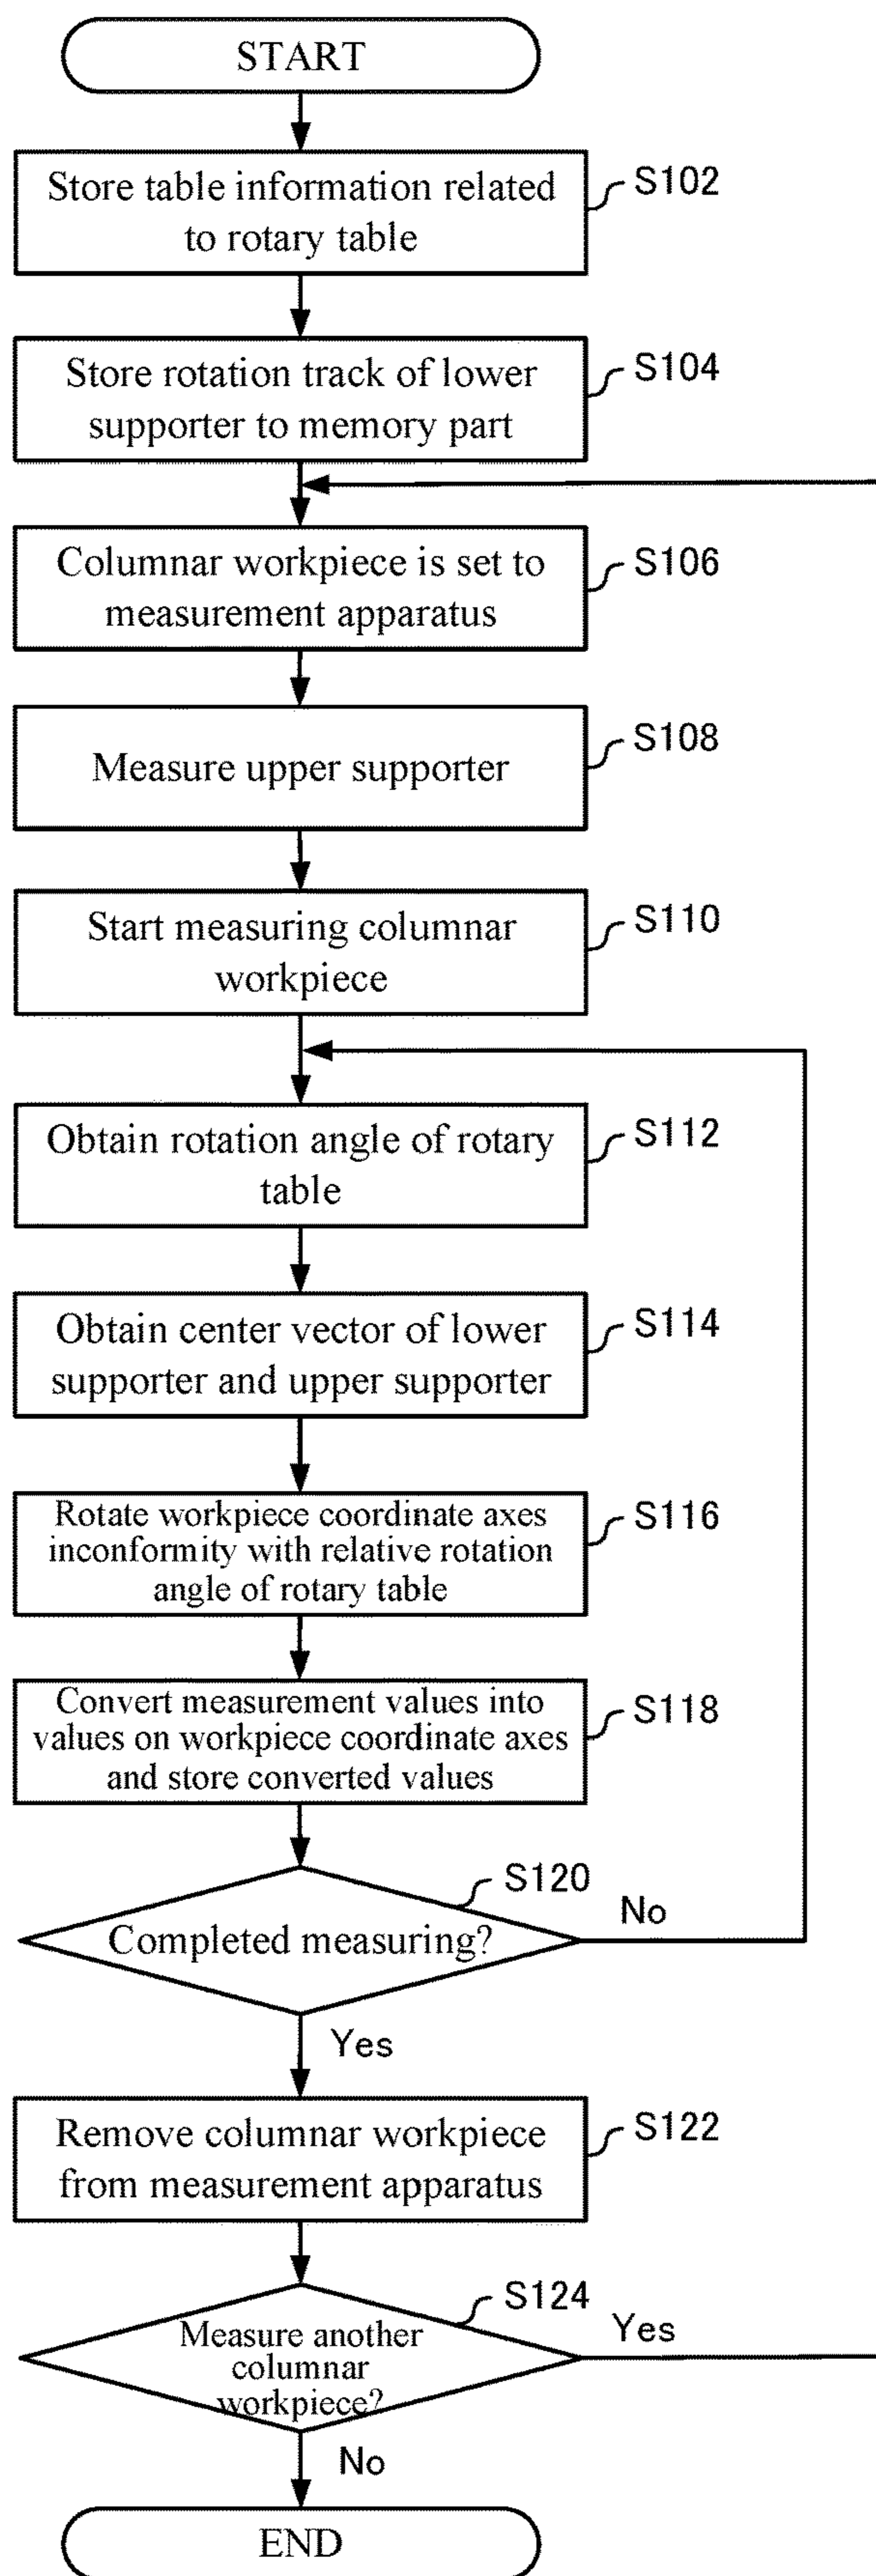 START
Store table information related
to rotary table
S102
Store rotation track of lower
supporter to memory part
S104
Columnar workpiece is set to
measurement apparatus
S106
Measure upper supporter
S108
Start measuring columnar
workpiece
S110
Obtain rotation angle of rotary
table
S112
Obtain center vector of lower
supporter and upper supporter
S114
Rotate workpiece coordinate axes
inconformity with relative rotation
angle of rotary table
S116
Convert measurement values into
values on workpiece coordinate axes
and store converted values
S118
S120
Completed measuring?
No
Yes
Remove columnar workpiece
from measurement apparatus
S122
S124
Measure another
columnar
workpiece?
Yes
No
END